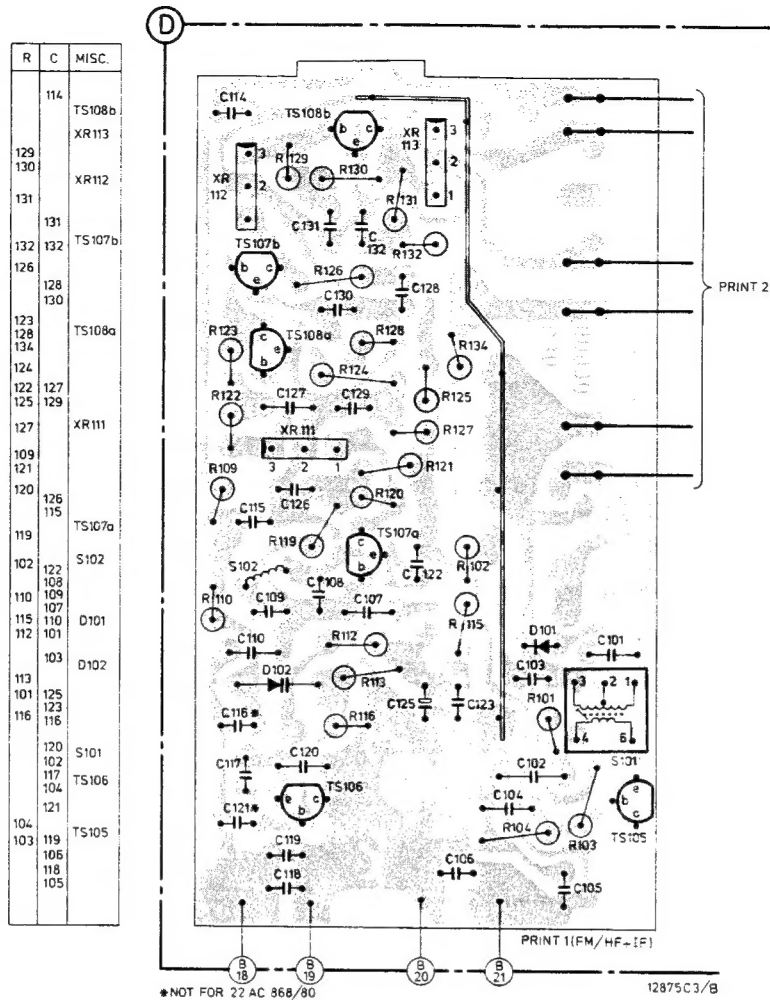 D
R C MISC.
114
TS108b
XR113
129
130
XR112
131
131
132 132 TS107b
126
128
130
123
128 TS108a
134
124
122 127
125 129
127 XR111
109
121
120
126
115
119 TS107a
102 S102
122
108
110 109
107
115 110 D101
112 101
103 D102
113
101 125
123
116 116
120 S101
102
117 TS106
104
121
104 TS105
103 119
106
118
105
C114
TS108b
b c
e
XR
113
3
2
1
R129
R130
XR
112
3
2
R131
C131
C
132
R132
TS107b
b c
e
R126
C128
C130
R123
TS108a
c
e
b
R128
R134
R124
R122
C127
C129
R125
R127
XR111
3 2 1
R121
R109
C126
R120
C115
R119
TS107a
c
e
b
S102
C108
C122
R102
R110
C109
C107
R115
C110
R112
D101
C101
D102
R113
C103
3 2 1
4 6
S101
C116*
R116
C125
C123
R101
C117
C120
C102
TS106
e c
b
C104
C121*
R104
R103
e
b
c
TS105
C119
C106
C118
C105
PRINT 2
PRINT 1(FM/HF+IF)
B
18
B
19
B
20
B
21
*NOT FOR 22 AC 868/80
12875C3/B